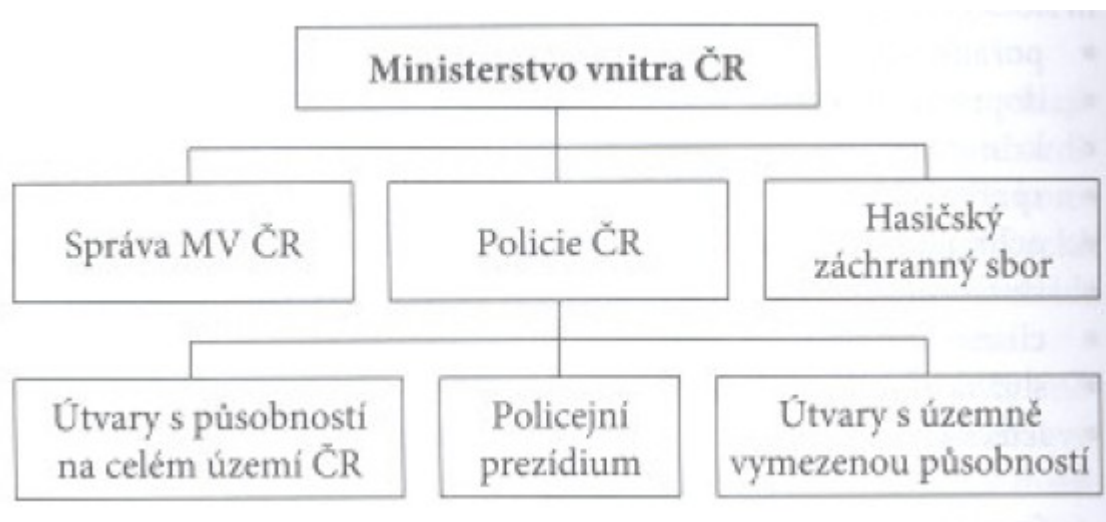 Ministerstvo vnitra ČR
Správa MV ČR
Policie ČR
Hasičský
záchranný sbor
Útvary s působností
na celém území ČR
Policejní
prezídium
Útvary s územně
vymezenou působností